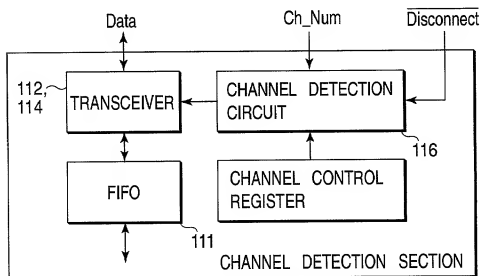 Data
Ch_Num
Disconnect
112,
114
TRANSCEIVER
CHANNEL DETECTION
CIRCUIT
116
FIFO
111
CHANNEL CONTROL
REGISTER
CHANNEL DETECTION SECTION